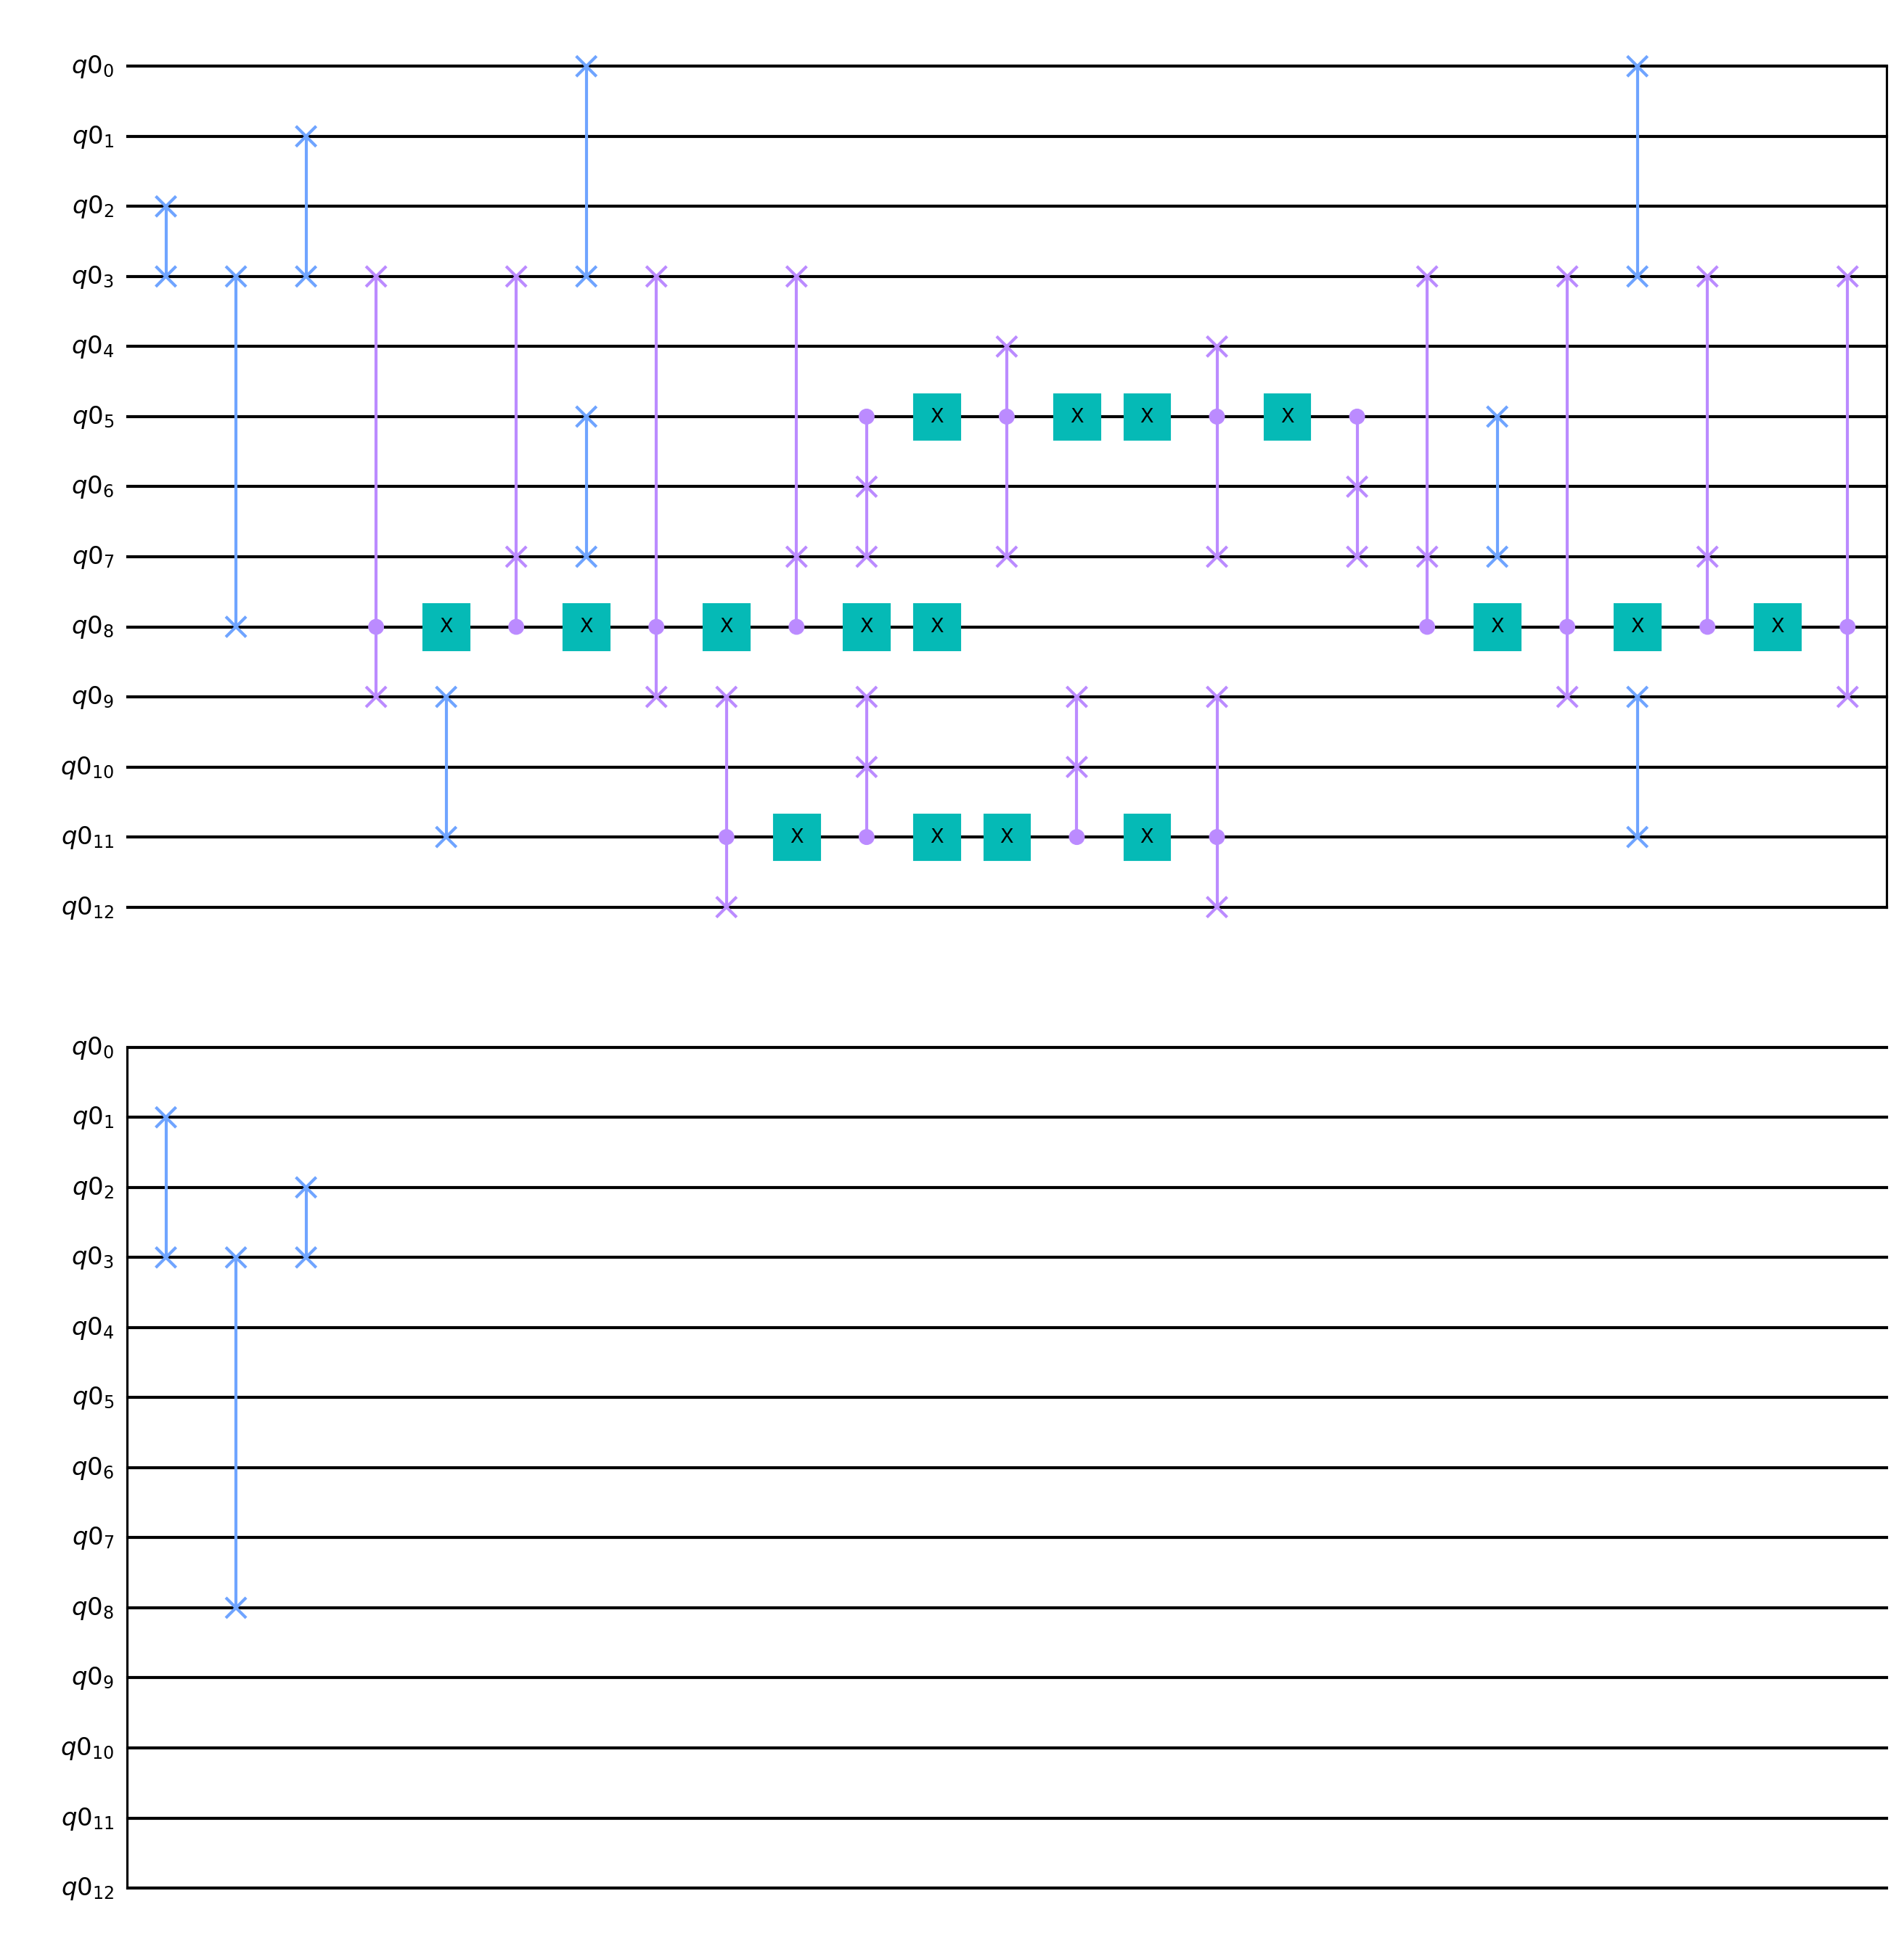 q0₀
q0₁
q0₂
q0₃
q0₄
q0₅ X X X X
q0₆
q0₇
q0₈ X X X X X X X X
q0₉
q0₁₀
q0₁₁ X X X X
q0₁₂
q0₀
q0₁
q0₂
q0₃
q0₄
q0₅
q0₆
q0₇
q0₈
q0₉
q0₁₀
q0₁₁
q0₁₂